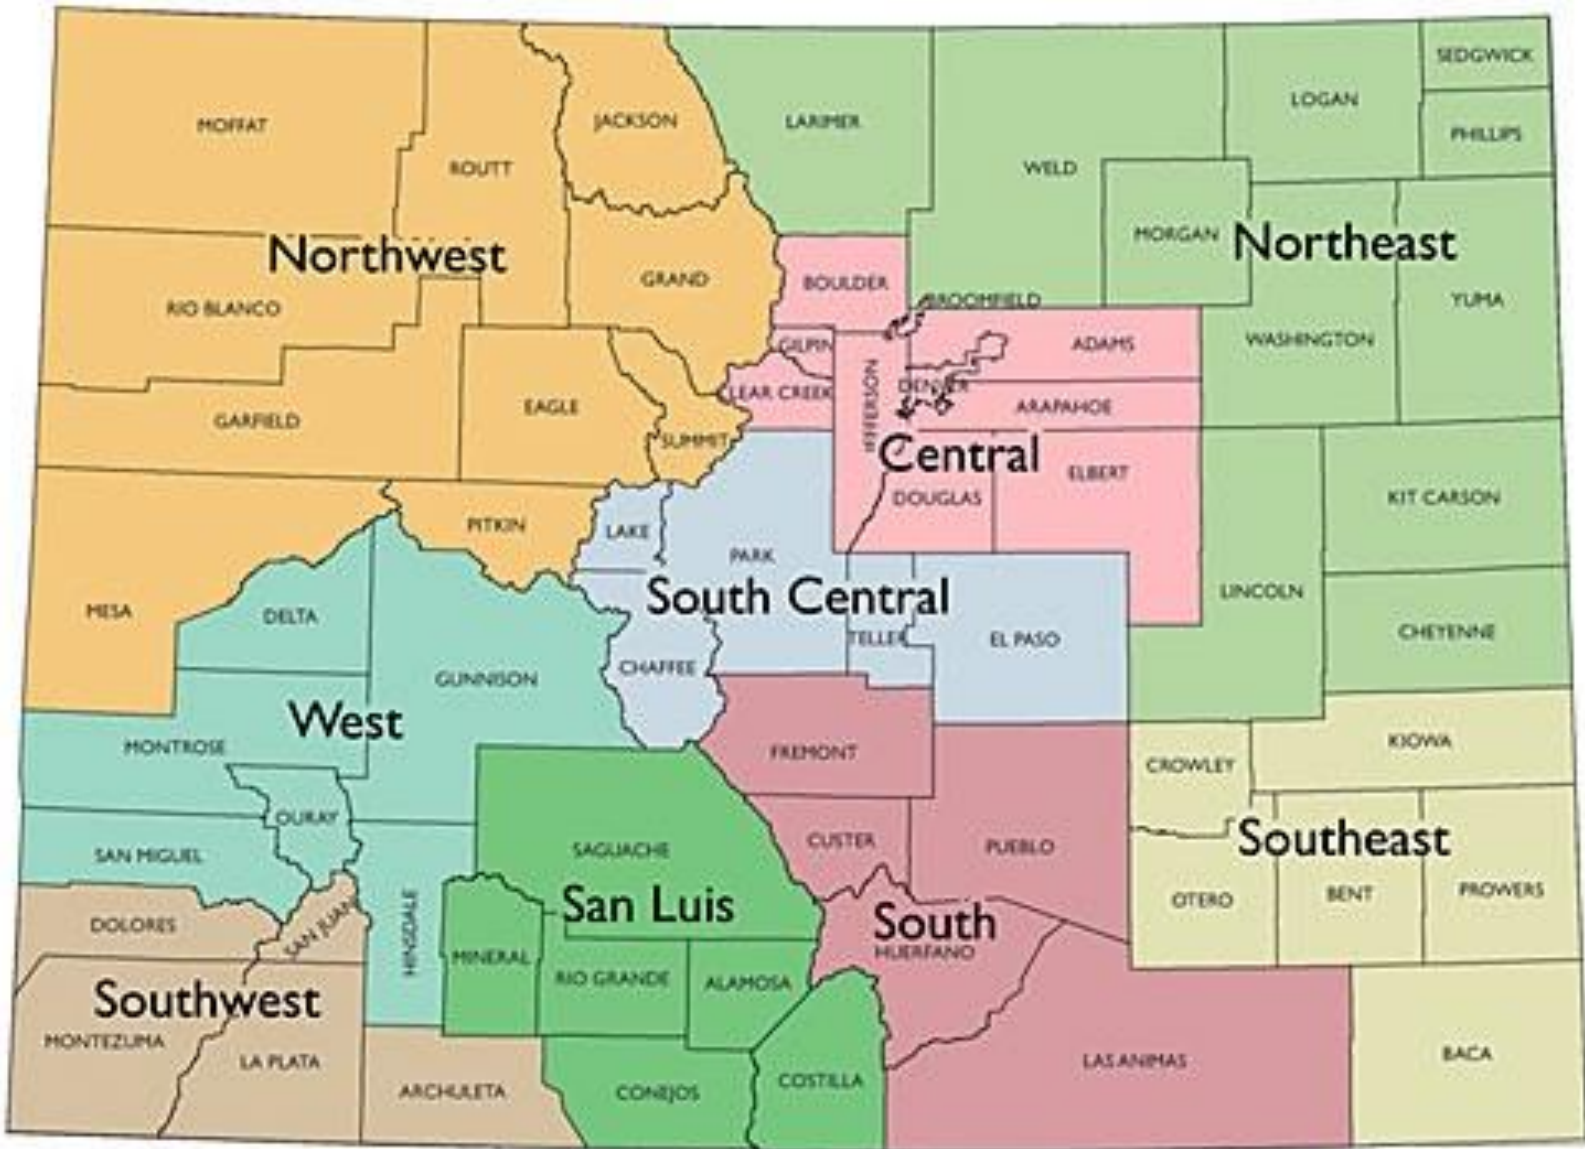 SEDGWICK
LOGAN
MOFFAT
JACKSON
LARIMER
PHILLIPS
ROUTT
WELD
MORGAN
Northwest
Northeast
GRAND
BOULDER
RIO BLANCO
BROOMFIELD
YUMA
GILPIN
ADAMS
WASHINGTON
JEFFERSON
DENVER
CLEAR CREEK
GARFIELD
EAGLE
ARAPAHOE
SUMMIT
Central
ELBERT
DOUGLAS
KIT CARSON
PITKIN
LAKE
PARK
South Central
LINCOLN
MESA
DELTA
TELLER
EL PASO
CHEYENNE
CHAFFEE
GUNNISON
West
MONTROSE
FREMONT
KIOWA
CROWLEY
OURAY
SAN MIGUEL
SAGUACHE
CUSTER
PUEBLO
Southeast
DOLORES
SAN JUAN
HINSDALE
San Luis
South
HUERFANO
OTERO
BENT
PROWERS
MINERAL
RIO GRANDE
ALAMOSA
Southwest
MONTEZUMA
LA PLATA
ARCHULETA
CONEJOS
COSTILLA
LAS ANIMAS
BACA